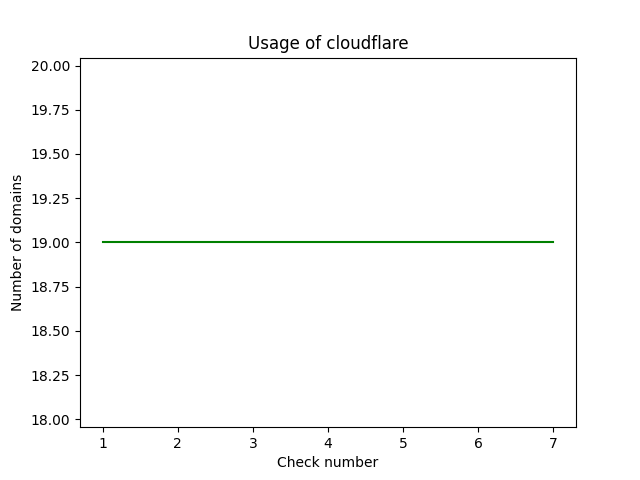 Usage of cloudflare
20.00
19.75
19.50
19.25
19.00
18.75
18.50
18.25
18.00
Number of domains
1 2 3 4 5 6 7
Check number